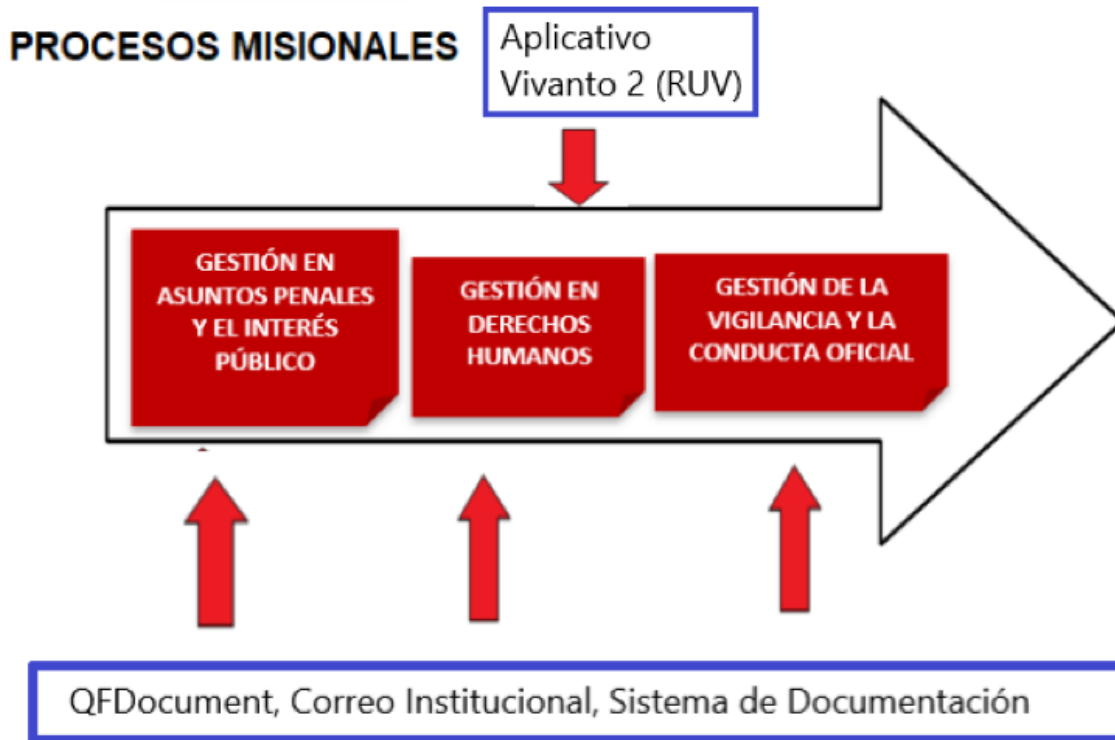 PROCESOS MISIONALES
Aplicativo
Vivanto 2 (RUV)
GESTIÓN EN
ASUNTOS PENALES
Y EL INTERÉS
PÚBLICO
GESTIÓN EN
DERECHOS
HUMANOS
GESTIÓN DE LA
VIGILANCIA Y LA
CONDUCTA OFICIAL
QFDocument, Correo Institucional, Sistema de Documentación